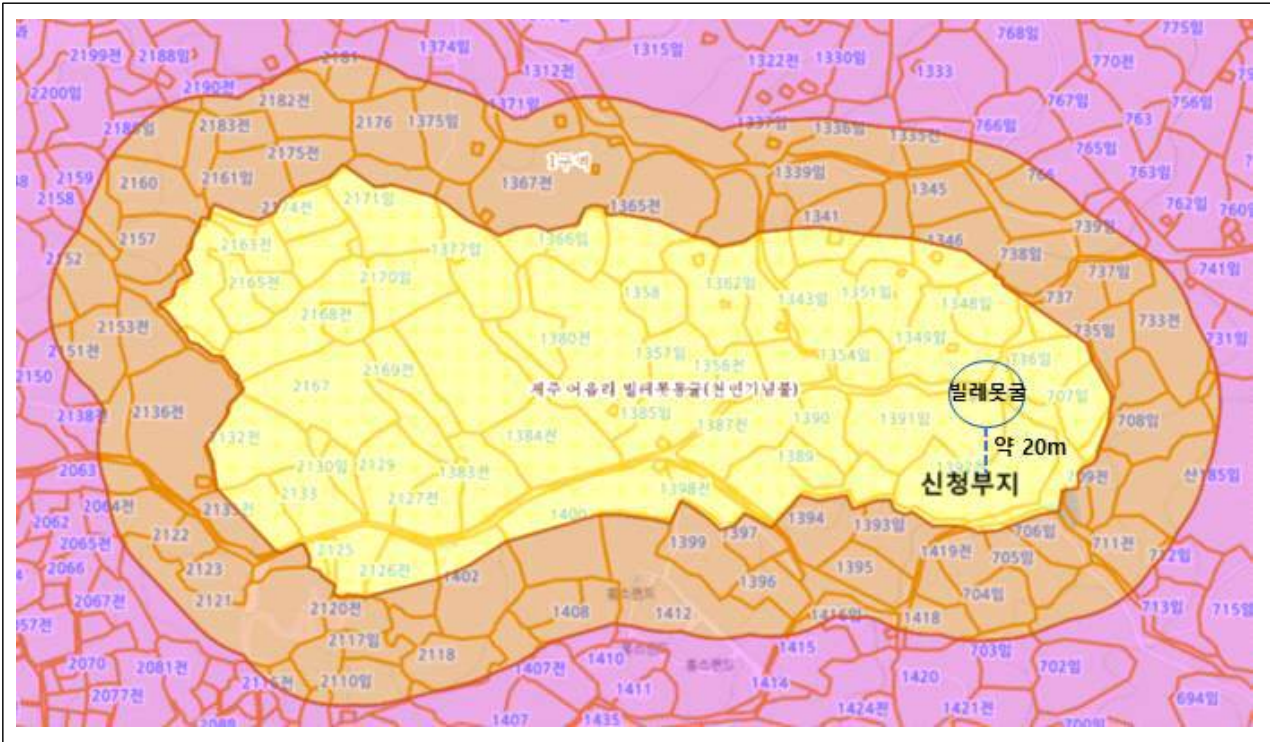 2199전 2188임 1374임 1315임 1322전 1330임 768임 775임
2181 1312전 1333 770전
2200임 2190전 2182전 1371임 767임 756임
2183전 2176 1375임 1337임 1336임 1335전 766임 763
2175전 1구역 765임
2159 2160 2161임 1367전 1339임 1345 763임
2158 2174전 2171임 1365전 1341 762임
2157 2163전 1377임 1366임 1346 738임 739임
2152 2165전 2170임 1358 1362임 1343임 1351임 1348임 737임 741임
2153전 2168전 1380전 1349임 737 733전
2151전 2169전 1357임 1356전 1354임 735임 731임
2150 2167 제주 어음리 빌레못동굴(천연기념물) 빌레못굴 736임 707임
2138전 2136전 1385임 1387전 1390 1391임 708임
1384전 약 20m
2063 2130임 2129 1383전 1389 신청부지 산185임
2133 2127전 1398전 709전
2064전 1400 1397 1394 1393임 706임
2062 2122 2125 1399 1419전 711전
2065전 2123 2126전 1402 1395 705임 712임
2066 1396
2067전 2121 2120전 1408 1412 1416임 1418 704임 713임 715임
2117임 2118 1415 703임
2070 2081전 1407전 1410 홀스랜드 1420 702임
2077전 2110임 1411 1414 694임
1407 1435 1424전 1421전 700임